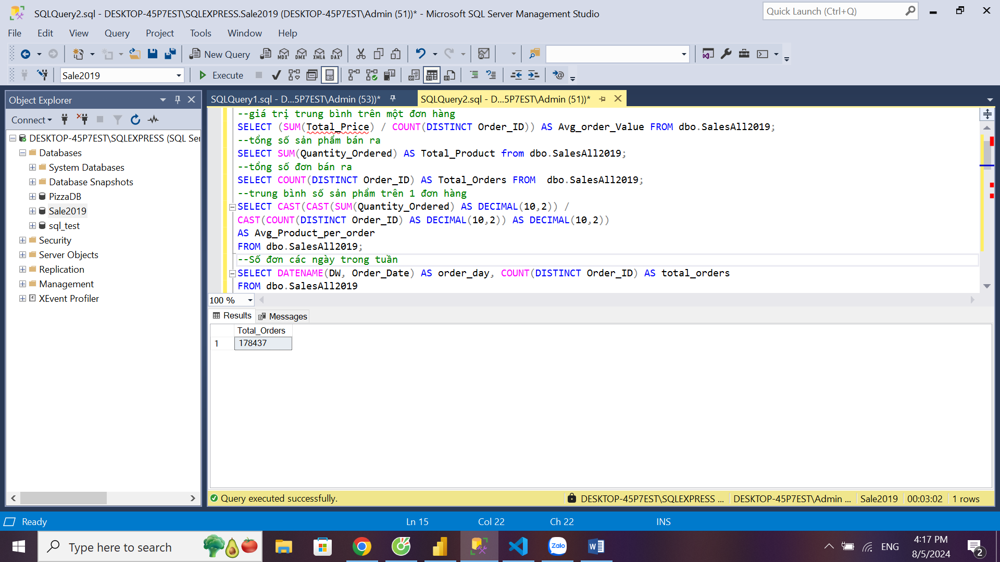 SQLQuery2.sql - DESKTOP-45P7EST\SQLEXPRESS.Sale2019 (DESKTOP-45P7EST\Admin (51))* - Microsoft SQL Server Management Studio
Quick Launch (Ctrl+Q)
File Edit View Query Project Tools Window Help
New Query MDX DMX XMLA DAX
Sale2019 Execute
Object Explorer
SQLQuery1.sql - D...5P7EST\Admin (53))*
SQLQuery2.sql - D...5P7EST\Admin (51))*
Connect
DESKTOP-45P7EST\SQLEXPRESS (SQL Ser
Databases
System Databases
Database Snapshots
PizzaDB
Sale2019
sql_test
Security
Server Objects
Replication
Management
XEvent Profiler
--giá trị trung bình trên một đơn hàng
SELECT (SUM(Total_Price) / COUNT(DISTINCT Order_ID)) AS Avg_order_Value FROM dbo.SalesAll2019;
--tổng số sản phẩm bán ra
SELECT SUM(Quantity_Ordered) AS Total_Product from dbo.SalesAll2019;
--tổng số đơn bán ra
SELECT COUNT(DISTINCT Order_ID) AS Total_Orders FROM  dbo.SalesAll2019;
--trung bình số sản phẩm trên 1 đơn hàng
SELECT CAST(CAST(SUM(Quantity_Ordered) AS DECIMAL(10,2)) /
CAST(COUNT(DISTINCT Order_ID) AS DECIMAL(10,2)) AS DECIMAL(10,2))
AS Avg_Product_per_order
FROM dbo.SalesAll2019;
--Số đơn các ngày trong tuần
SELECT DATENAME(DW, Order_Date) AS order_day, COUNT(DISTINCT Order_ID) AS total_orders
FROM dbo.SalesAll2019
100 %
Results Messages
Total_Orders
1 178437
Query executed successfully.
DESKTOP-45P7EST\SQLEXPRESS ... DESKTOP-45P7EST\Admin ... Sale2019 00:03:02 1 rows
Ready Ln 15 Col 22 Ch 22 INS
Type here to search
Zalo
ENG
4:17 PM
8/5/2024
2